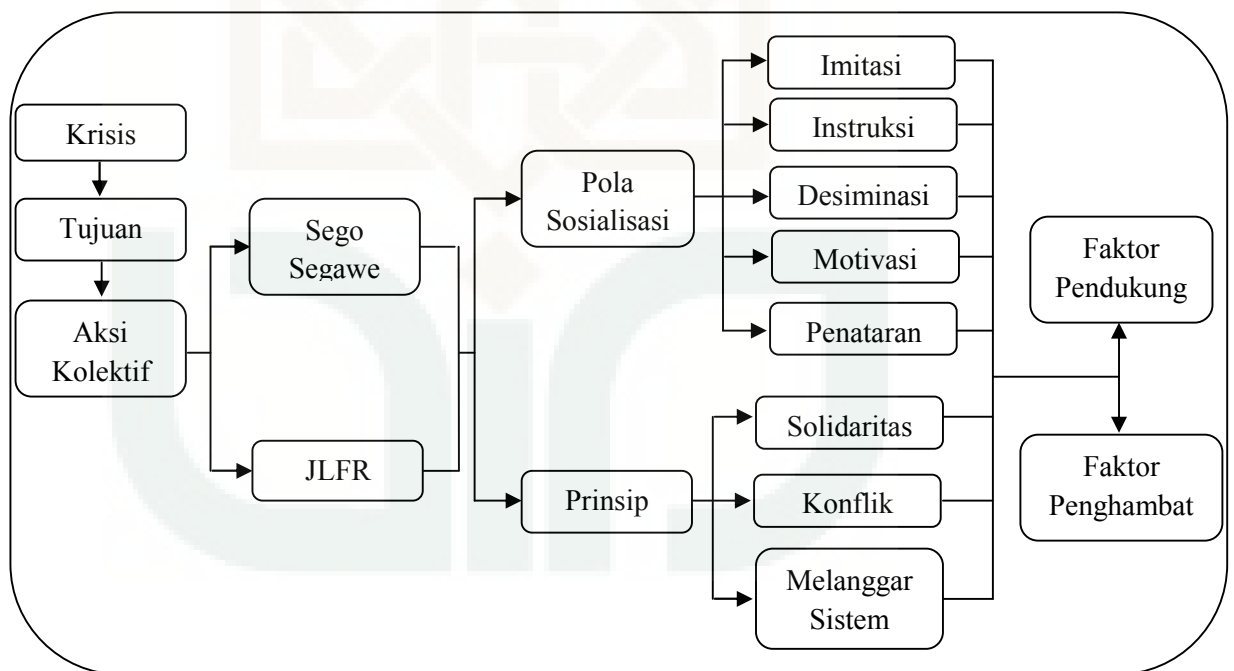 Krisis
Tujuan
Aksi
Kolektif
Sego
Segawe
JLFR
Pola
Sosialisasi
Prinsip
Imitasi
Instruksi
Desiminasi
Motivasi
Penataran
Solidaritas
Konflik
Melanggar
Sistem
Faktor
Pendukung
Faktor
Penghambat